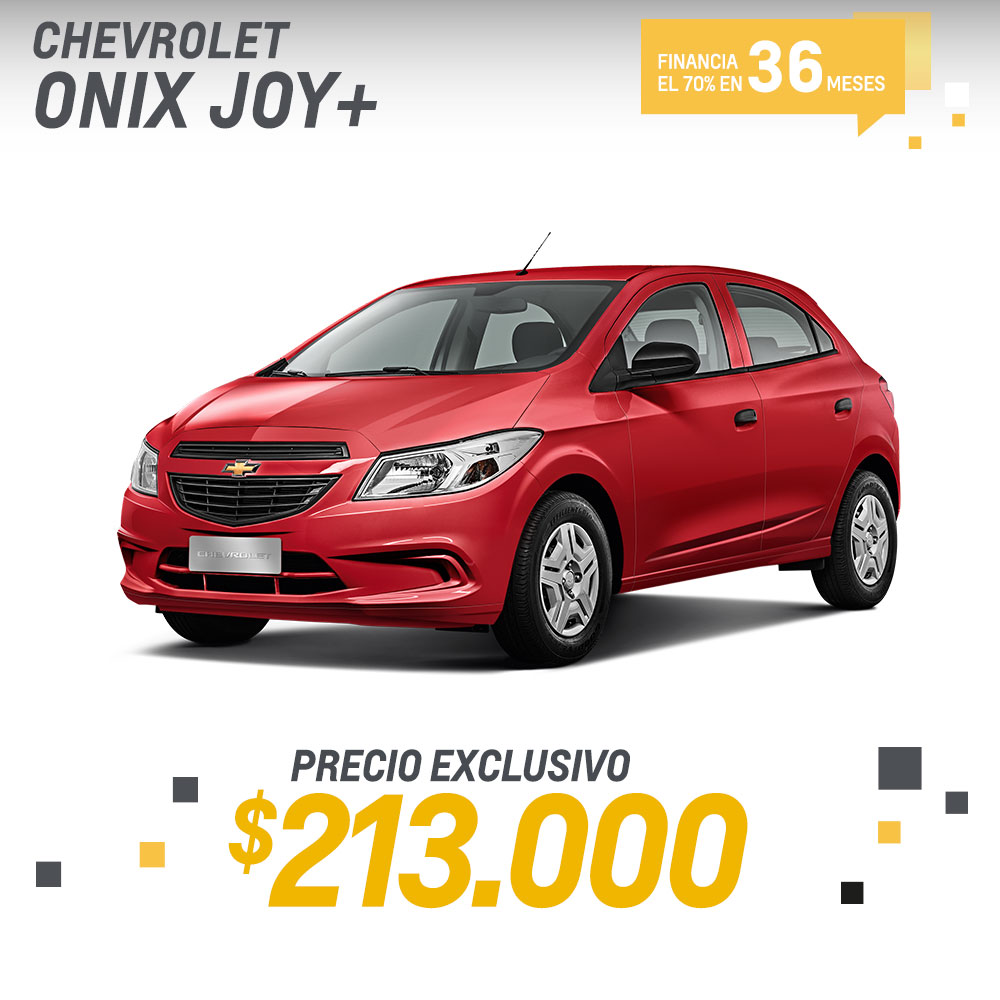 CHEVROLET
ONIX JOY+
FINANCIA
EL 70% EN 36 MESES
CHEVROLET
PRECIO EXCLUSIVO
$213.000